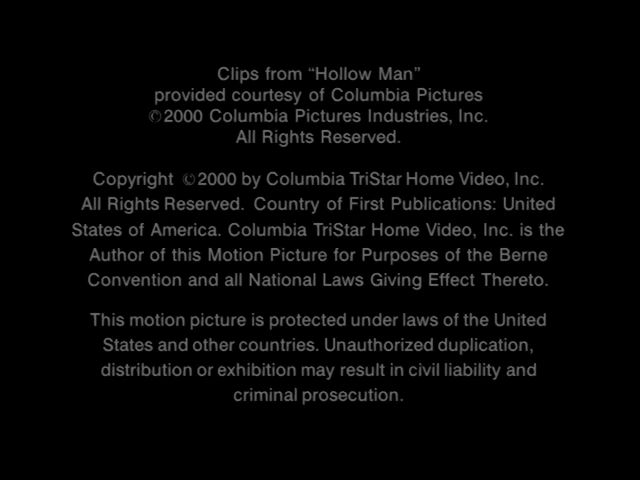 Clips from “Hollow Man”
provided courtesy of Columbia Pictures
©2000 Columbia Pictures Industries, Inc.
All Rights Reserved.
Copyright ©2000 by Columbia TriStar Home Video, Inc.
All Rights Reserved. Country of First Publications: United
States of America. Columbia TriStar Home Video, Inc. is the
Author of this Motion Picture for Purposes of the Berne
Convention and all National Laws Giving Effect Thereto.
This motion picture is protected under laws of the United
States and other countries. Unauthorized duplication,
distribution or exhibition may result in civil liability and
criminal prosecution.